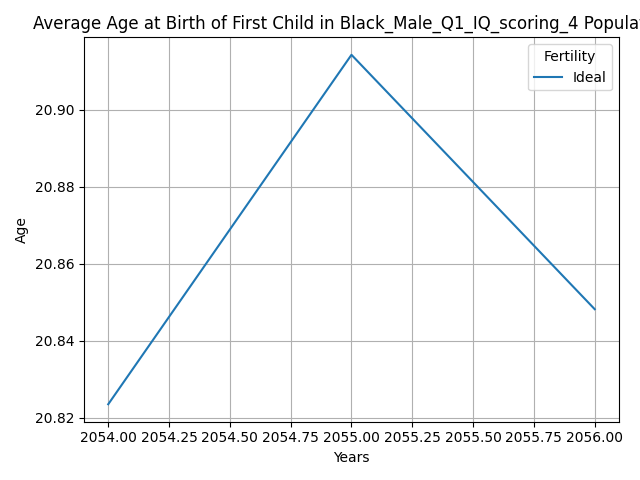 Average Age at Birth of First Child in Black_Male_Q1_IQ_scoring_4 Popula
Fertility
Ideal
20.90
20.88
20.86
20.84
20.82
Age
2054.00 2054.25 2054.50 2054.75 2055.00 2055.25 2055.50 2055.75 2056.00
Years